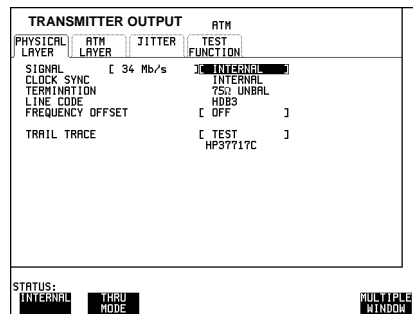 TRANSMITTER OUTPUT ATM
PHYSICAL LAYER ATM LAYER JITTER TEST FUNCTION
SIGNAL [ 34 Mb/s ][ INTERNAL ]
CLOCK SYNC INTERNAL
TERMINATION 75Ω UNBAL
LINE CODE HDB3
FREQUENCY OFFSET [ OFF ]
TRAIL TRACE [ TEST ]
HP37717C
STATUS:
INTERNAL THRU MODE MULTIPLE WINDOW